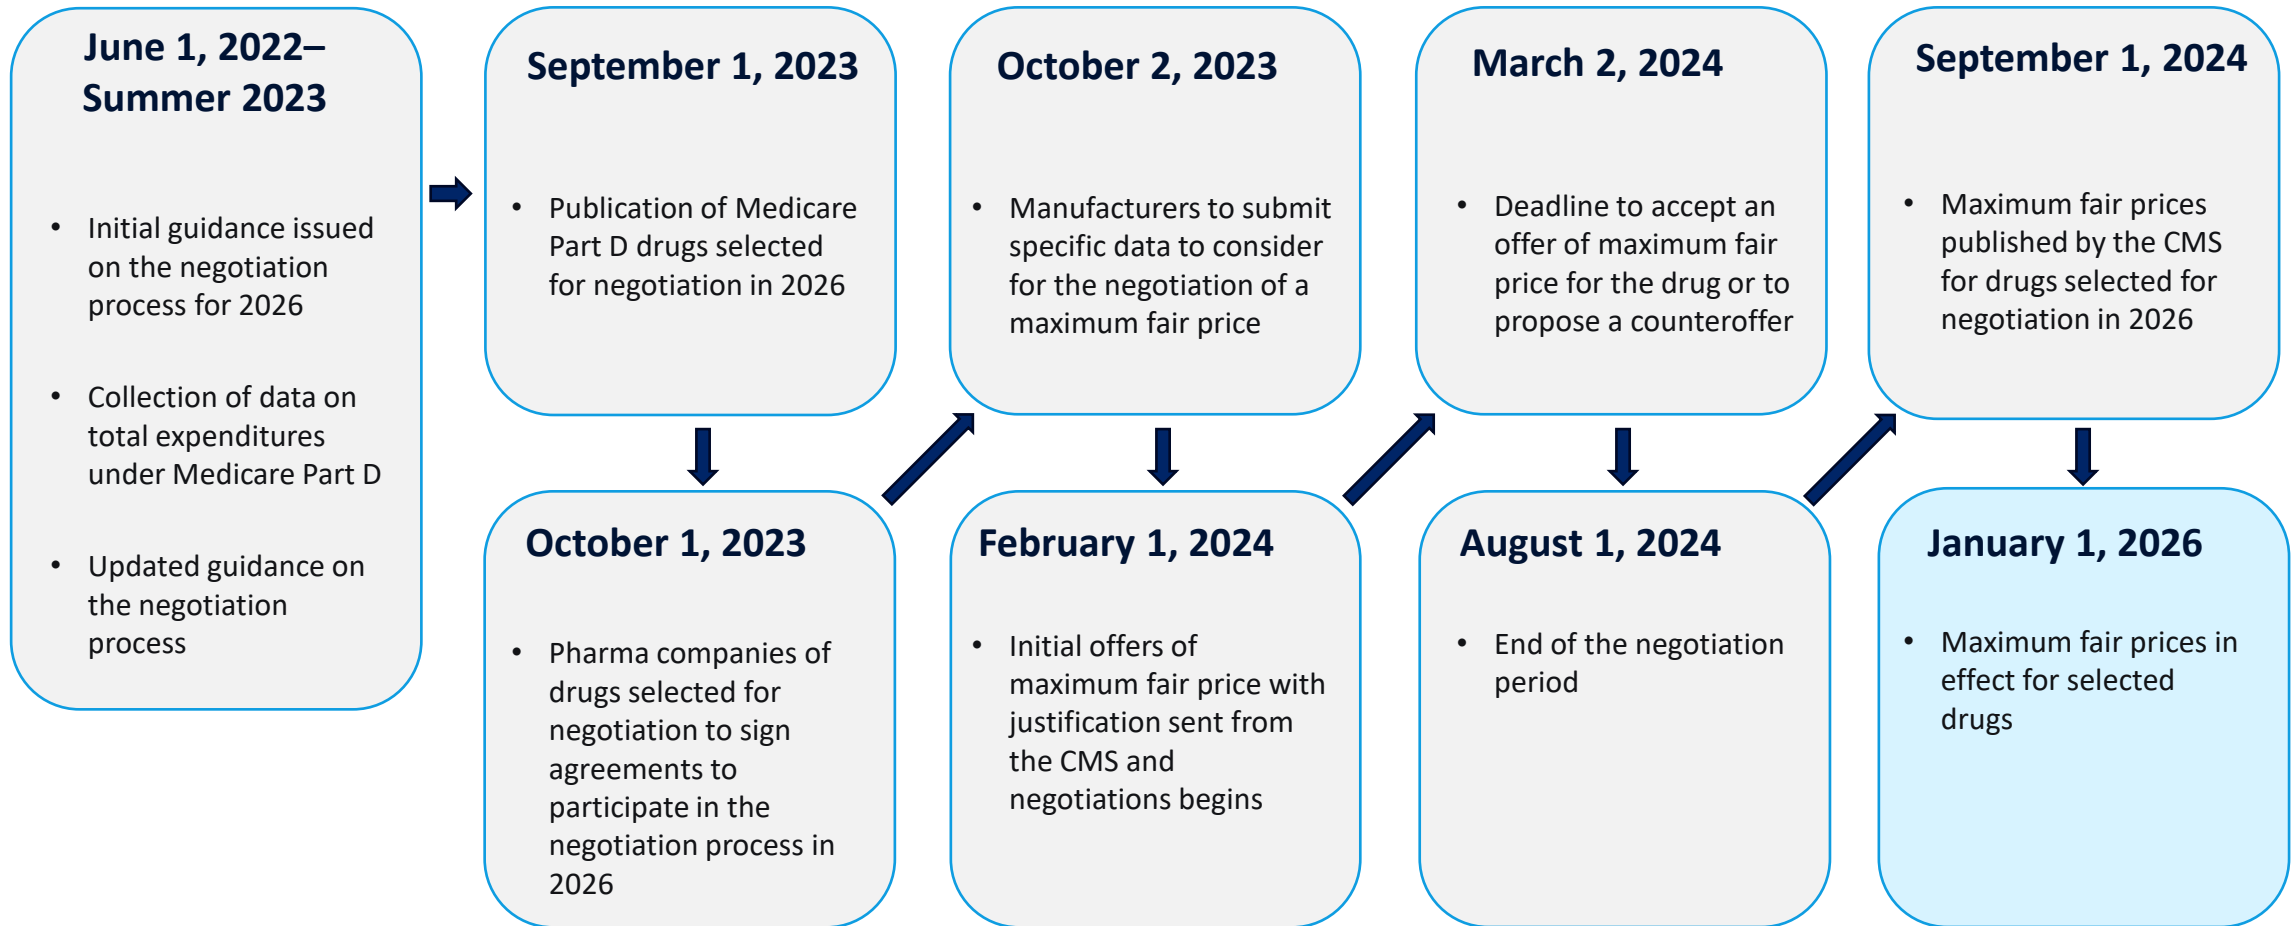 June 1, 2022–
Summer 2023
• Initial guidance issued
on the negotiation
process for 2026
• Collection of data on
total expenditures
under Medicare Part D
• Updated guidance on
the negotiation
process
September 1, 2023
• Publication of Medicare
Part D drugs selected
for negotiation in 2026
October 1, 2023
• Pharma companies of
drugs selected for
negotiation to sign
agreements to
participate in the
negotiation process in
2026
October 2, 2023
• Manufacturers to submit
specific data to consider
for the negotiation of a
maximum fair price
February 1, 2024
• Initial offers of
maximum fair price with
justification sent from
the CMS and
negotiations begins
March 2, 2024
• Deadline to accept an
offer of maximum fair
price for the drug or to
propose a counteroffer
August 1, 2024
• End of the negotiation
period
September 1, 2024
• Maximum fair prices
published by the CMS
for drugs selected for
negotiation in 2026
January 1, 2026
• Maximum fair prices in
effect for selected
drugs